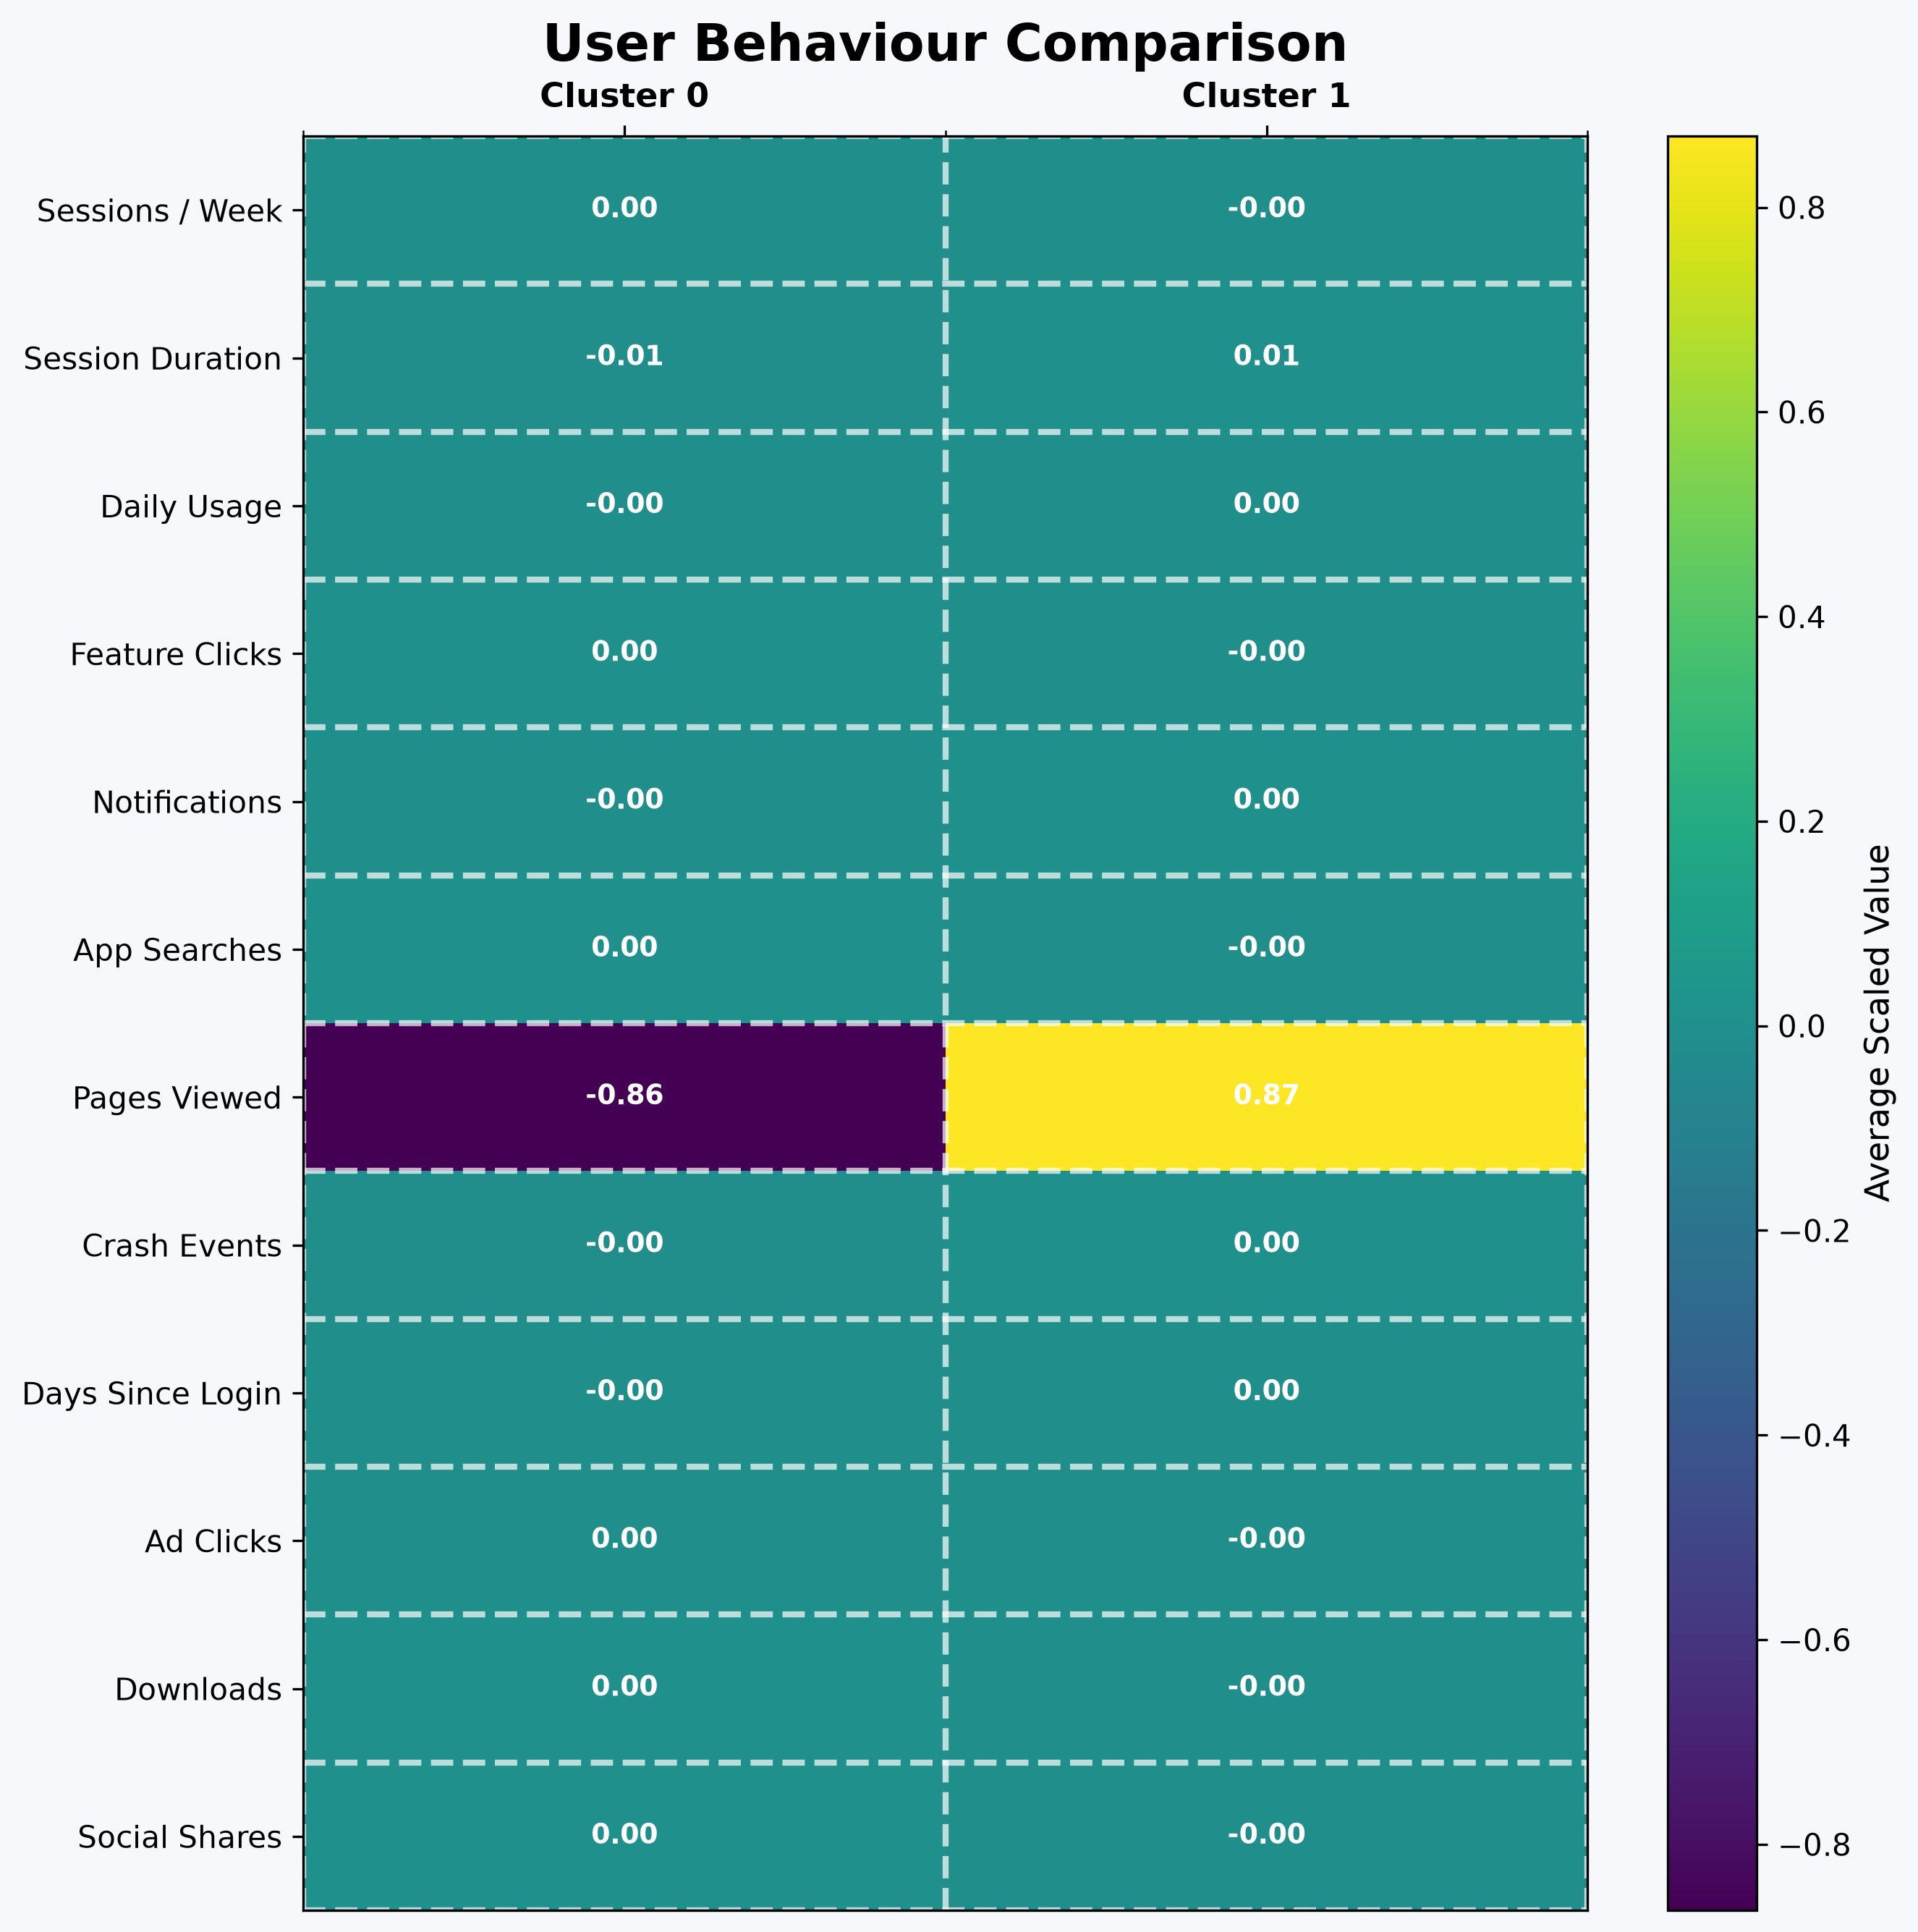 User Behaviour Comparison
Cluster 0 Cluster 1
Sessions / Week 0.00 -0.00
Session Duration -0.01 0.01
Daily Usage -0.00 0.00
Feature Clicks 0.00 -0.00
Notifications -0.00 0.00
App Searches 0.00 -0.00
Pages Viewed -0.86 0.87
Crash Events -0.00 0.00
Days Since Login -0.00 0.00
Ad Clicks 0.00 -0.00
Downloads 0.00 -0.00
Social Shares 0.00 -0.00
0.8
0.6
0.4
0.2
0.0
−0.2
−0.4
−0.6
−0.8
Average Scaled Value